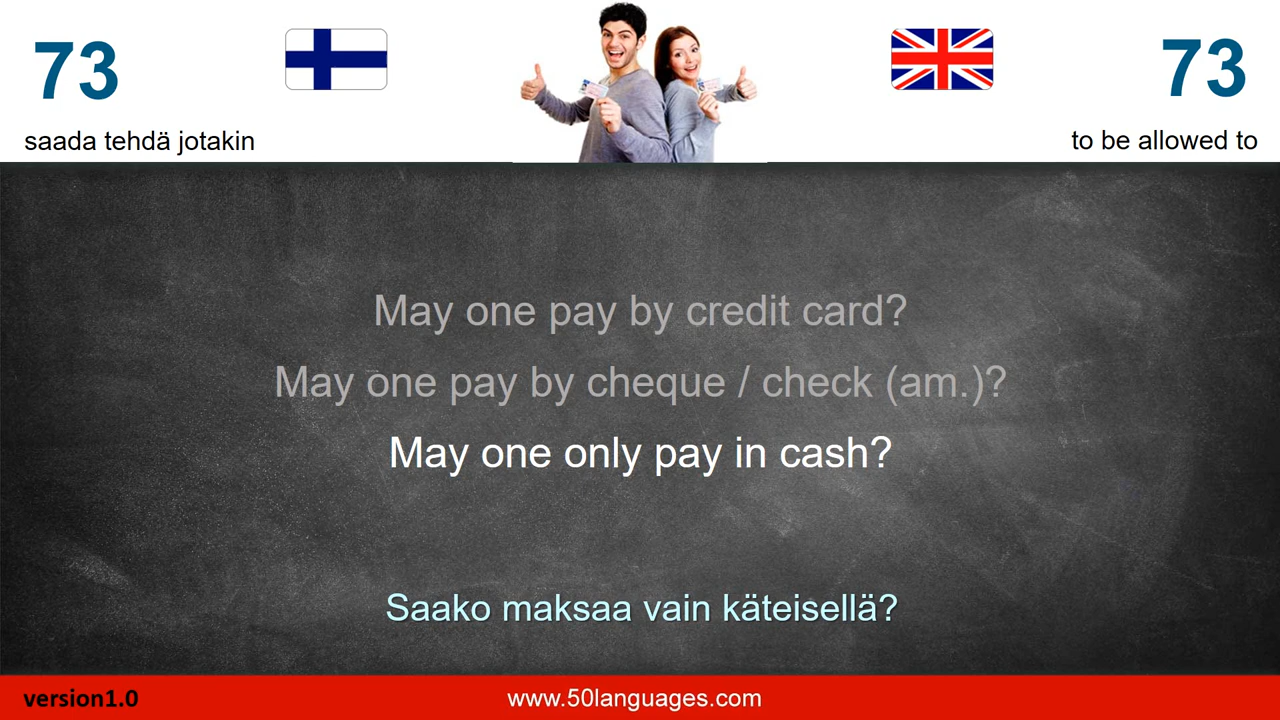 73
73
saada tehdä jotakin
to be allowed to
May one pay by credit card?
May one pay by cheque / check (am.)?
May one only pay in cash?
Saako maksaa vain käteisellä?
version1.0
www.50languages.com